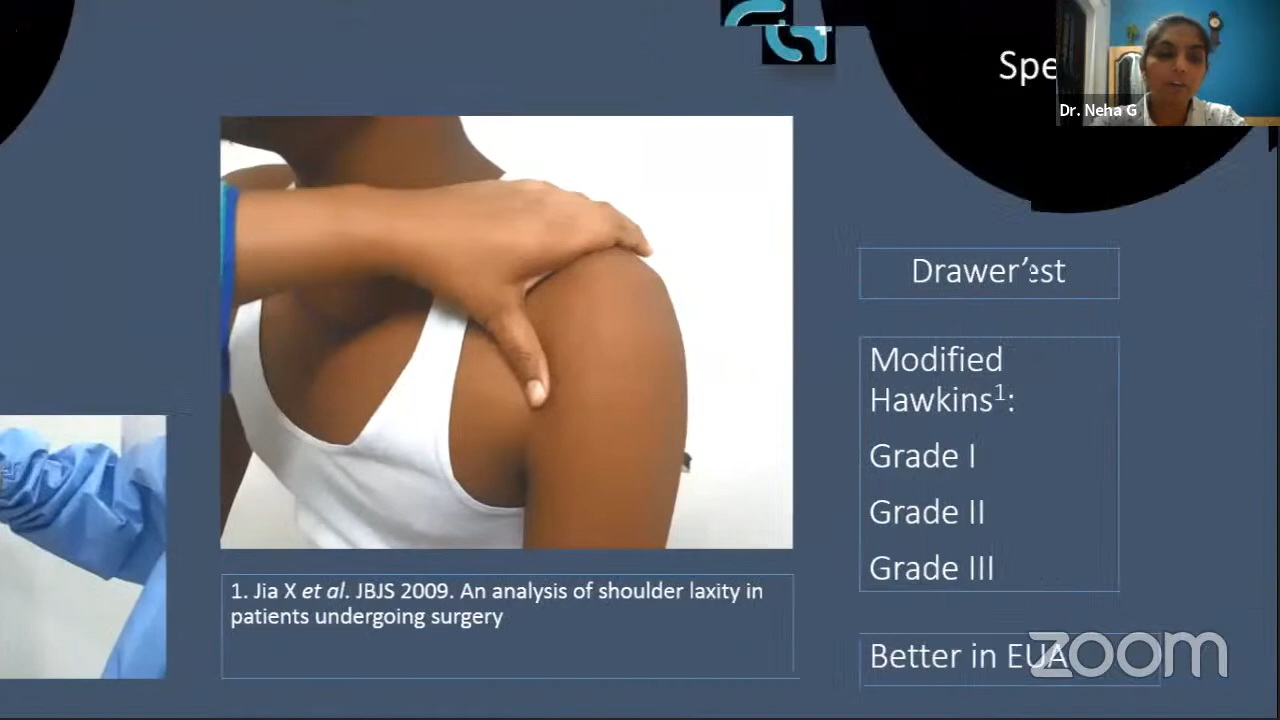 Spe
Dr. Neha G
Drawer’est
Modified
Hawkins¹:
Grade I
Grade II
Grade III
1. Jia X et al. JBJS 2009. An analysis of shoulder laxity in
patients undergoing surgery
Better in EUA
zoom